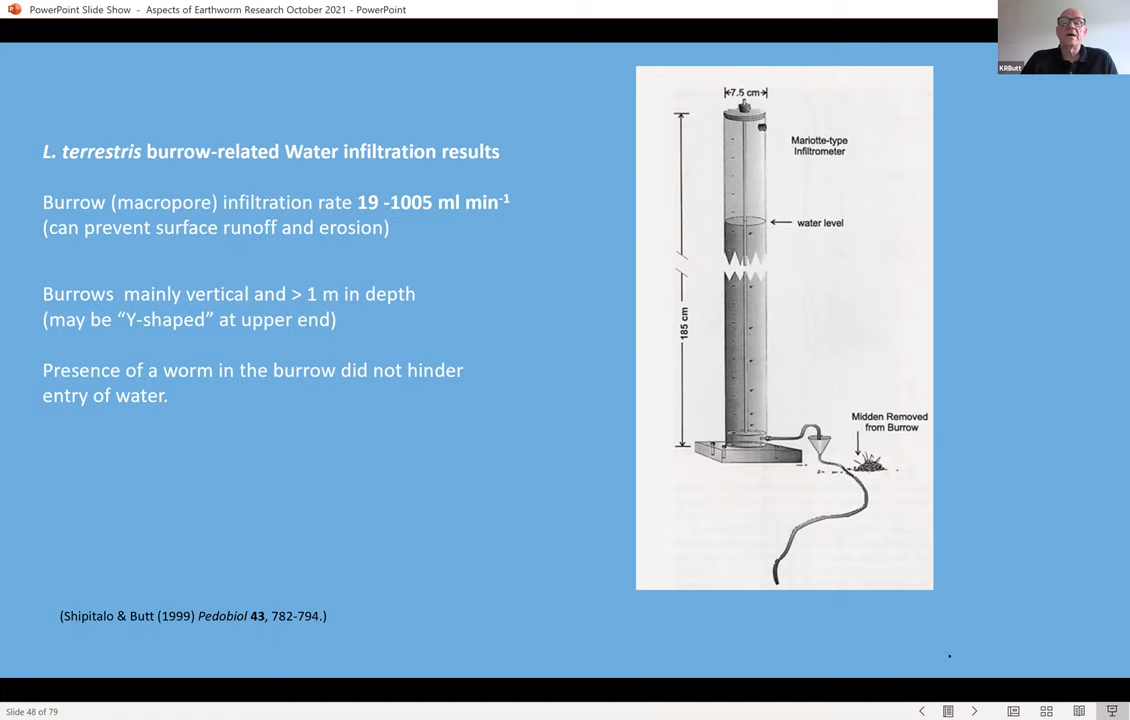 PowerPoint Slide Show - Aspects of Earthworm Research October 2021 - PowerPoint
KRButt
L. terrestris burrow-related Water infiltration results
Burrow (macropore) infiltration rate 19 -1005 ml min-1
(can prevent surface runoff and erosion)
Burrows mainly vertical and > 1 m in depth
(may be “Y-shaped” at upper end)
Presence of a worm in the burrow did not hinder
entry of water.
(Shipitalo & Butt (1999) Pedobiol 43, 782-794.)
7.5 cm
Mariotte-type
Infiltrometer
water level
185 cm
Midden Removed
from Burrow
Slide 48 of 79